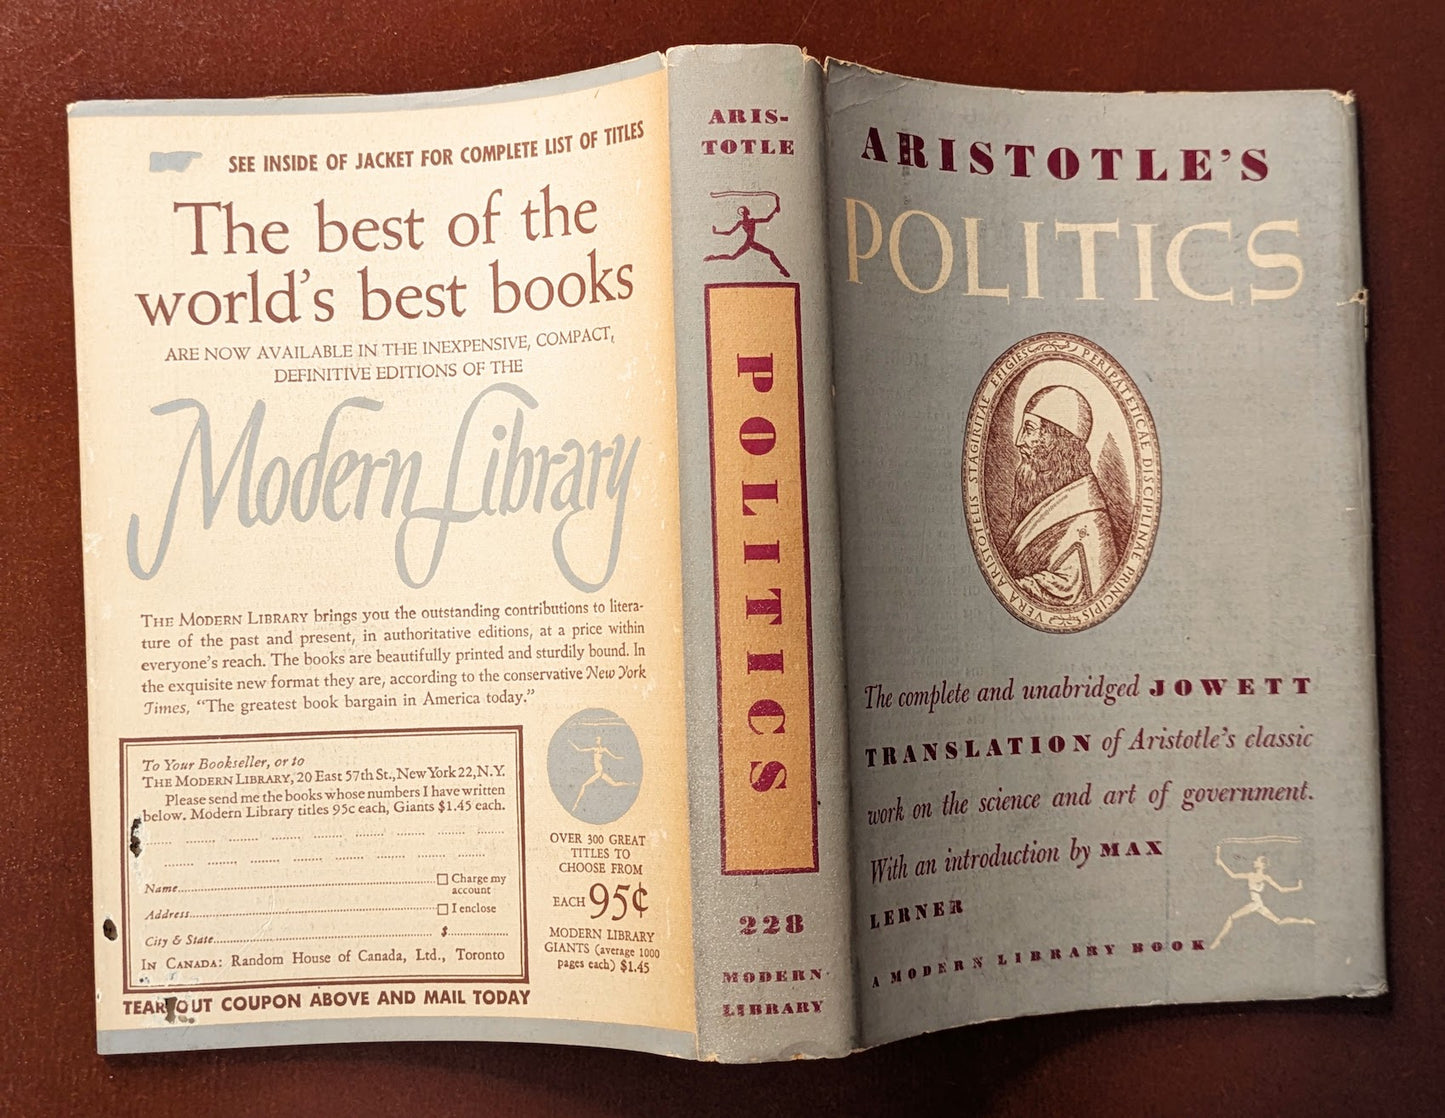 SEE INSIDE OF JACKET FOR COMPLETE LIST OF TITLES
The best of the
world's best books
ARE NOW AVAILABLE IN THE INEXPENSIVE, COMPACT,
DEFINITIVE EDITIONS OF THE
Modern Library
THE MODERN LIBRARY brings you the outstanding contributions to litera-
ture of the past and present, in authoritative editions, at a price within
everyone's reach. The books are beautifully printed and sturdily bound. In
the exquisite new format they are, according to the conservative New York
Times, “The greatest book bargain in America today.”
To Your Bookseller, or to
THE MODERN LIBRARY, 20 East 57th St., New York 22, N.Y.
Please send me the books whose numbers I have written
below. Modern Library titles 95c each, Giants $1.45 each.
Name
Charge my
account
Address
I enclose
City & State
$
IN CANADA: Random House of Canada, Ltd., Toronto
TEAR OUT COUPON ABOVE AND MAIL TODAY
OVER 300 GREAT
TITLES TO
CHOOSE FROM
EACH 95¢
MODERN LIBRARY
GIANTS (average 1000
pages each) $1.45
ARIS-
TOTLE
POLITICS
228
MODERN
LIBRARY
ARISTOTLE'S
POLITICS
VERA ARISTOTELIS STAGIRITAE EFIGIES PERIPATETICAE DISCIPLINAE PRINCIPIS
The complete and unabridged JOWETT
TRANSLATION of Aristotle's classic
work on the science and art of government.
With an introduction by MAX
LERNER
A MODERN LIBRARY BOOK